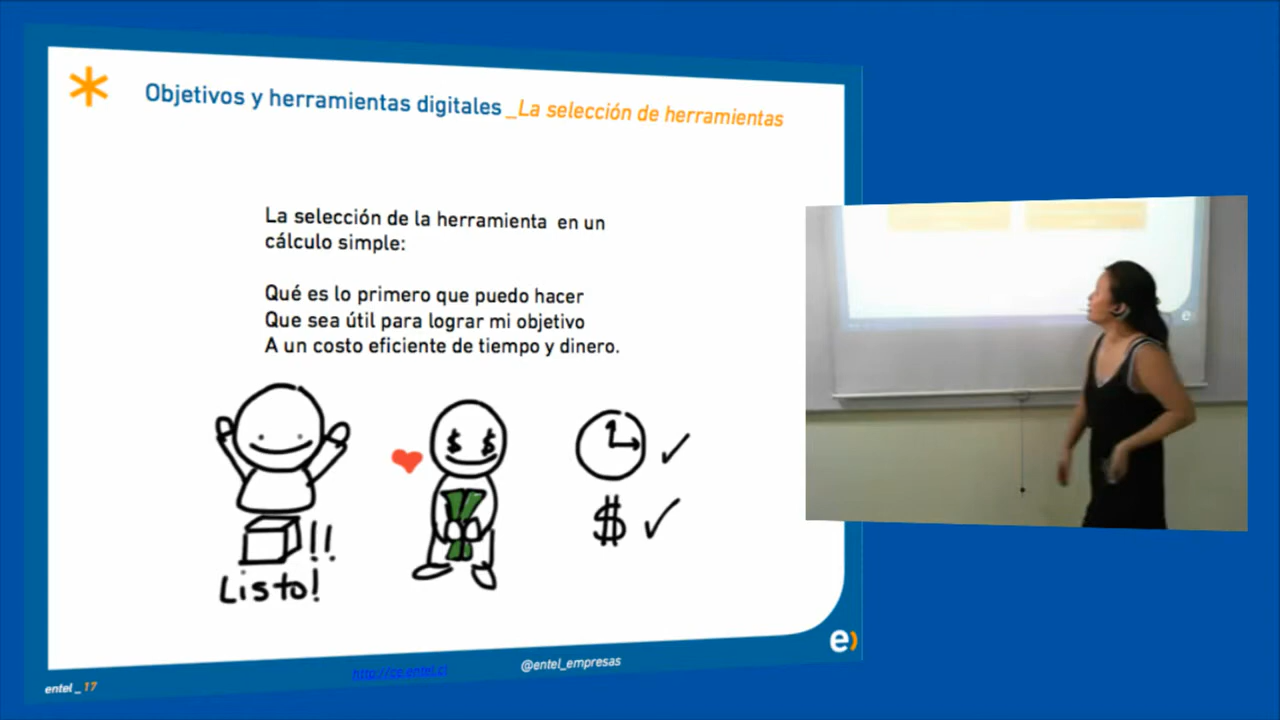 Objetivos y herramientas digitales _La selección de herramientas
La selección de la herramienta en un
cálculo simple:
Qué es lo primero que puedo hacer
Que sea útil para lograr mi objetivo
A un costo eficiente de tiempo y dinero.
$ $
$
!!
Listo!
e)
@entel_empresas
entel _ 17
e